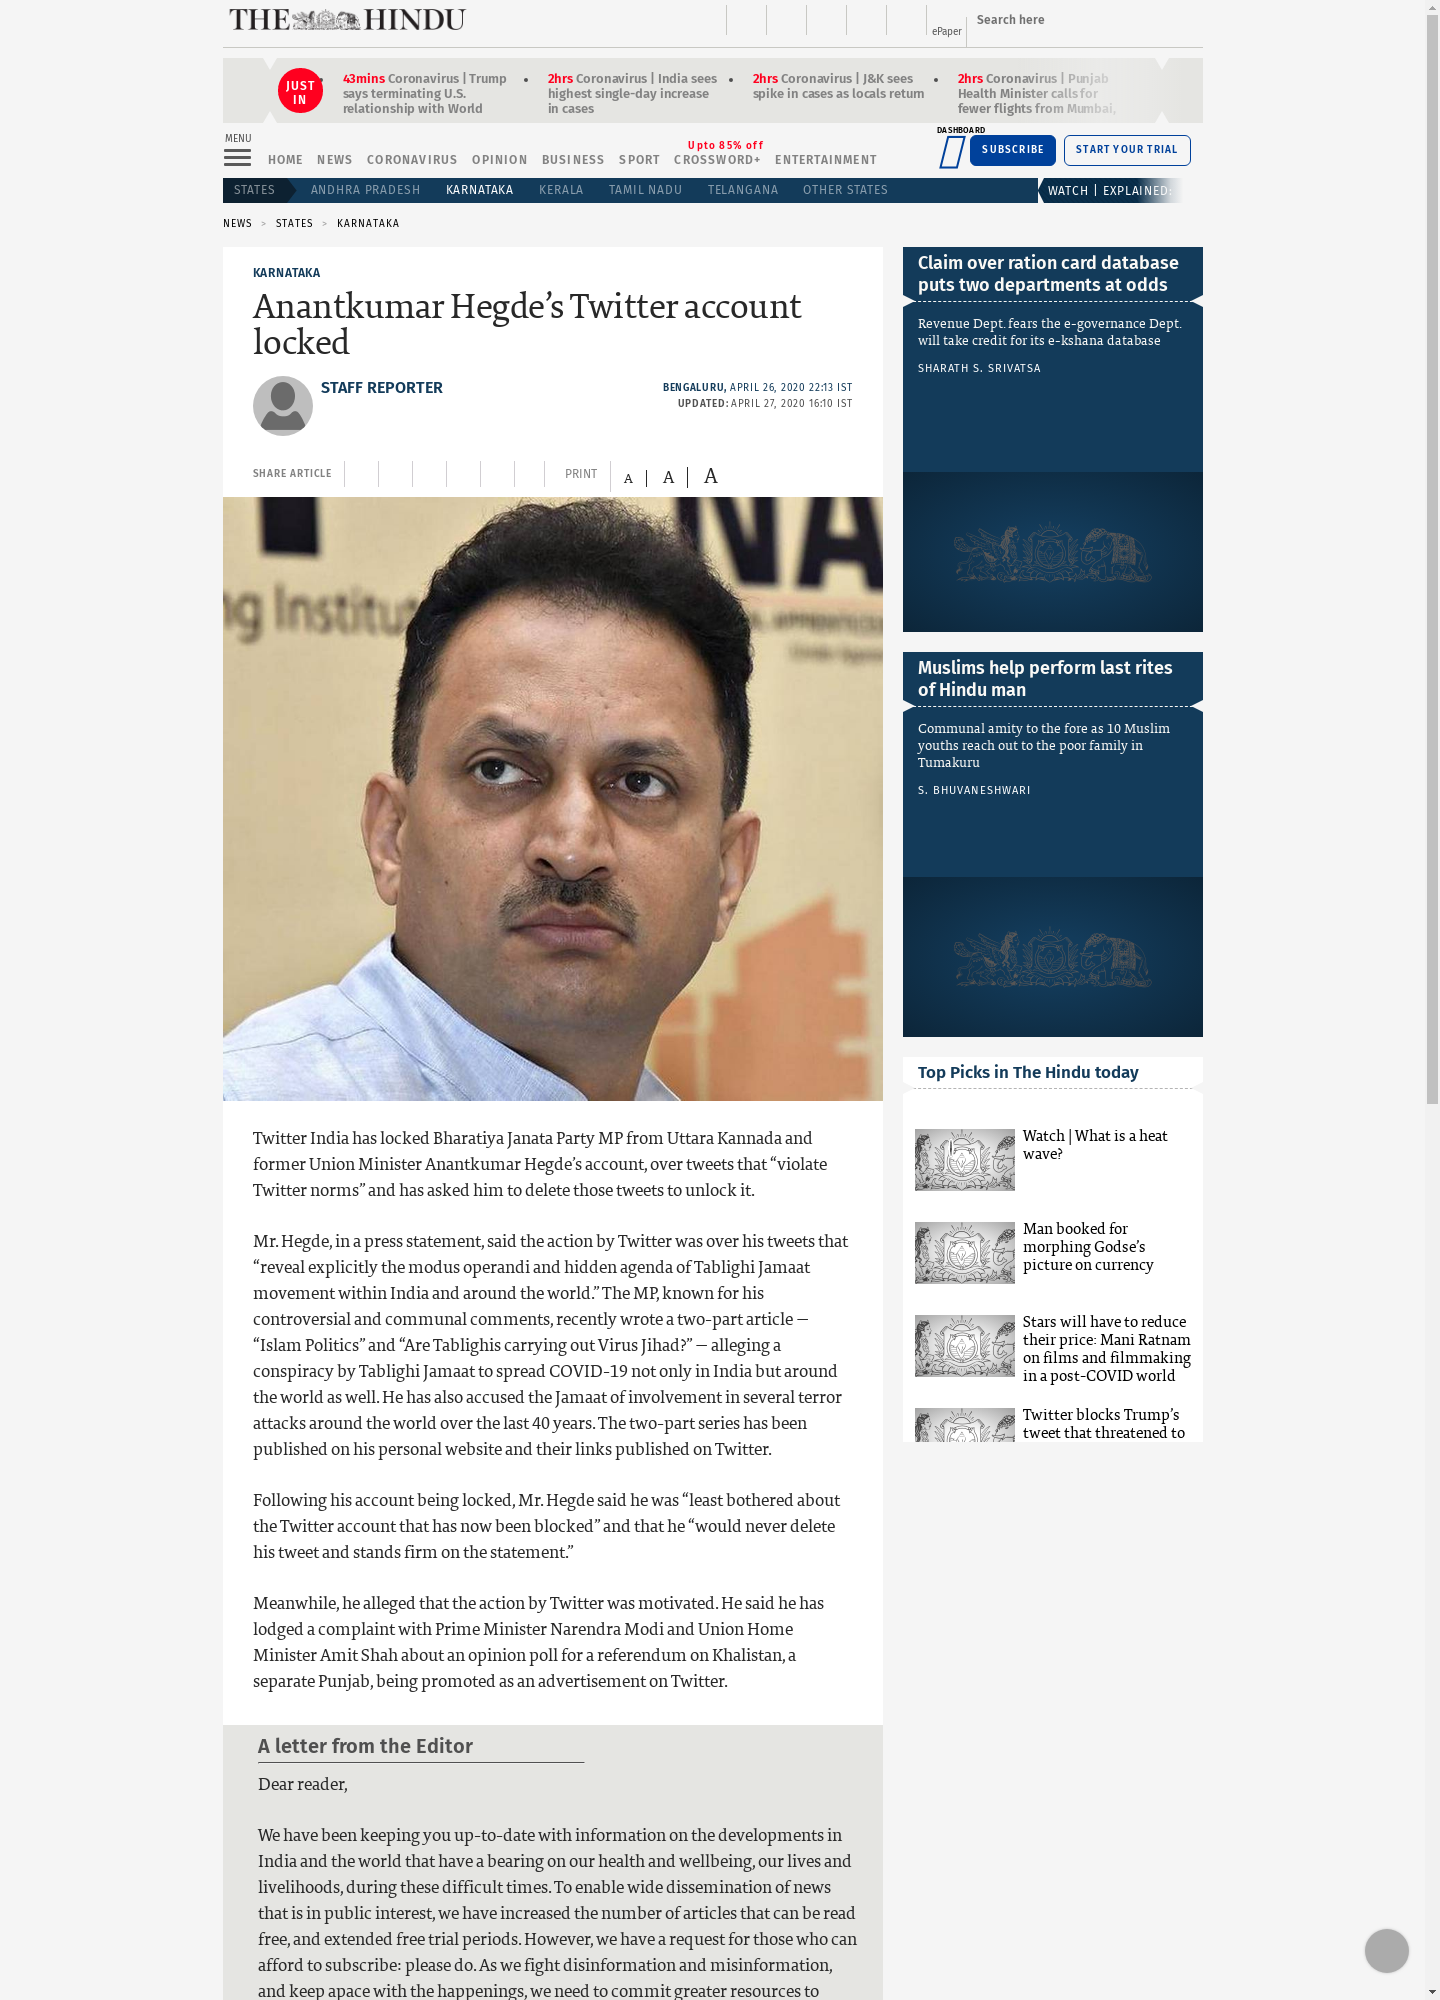 THE HINDU
ePaper
Search here
JUST IN
43mins Coronavirus | Trump
says terminating U.S.
relationship with World
2hrs Coronavirus | India sees
highest single-day increase
in cases
2hrs Coronavirus | J&K sees
spike in cases as locals return
2hrs Coronavirus | Punjab
Health Minister calls for
fewer flights from Mumbai,
MENU
Upto 85% off
HOME NEWS CORONAVIRUS OPINION BUSINESS SPORT CROSSWORD+ ENTERTAINMENT
DASHBOARD
SUBSCRIBE
START YOUR TRIAL
STATES ANDHRA PRADESH KARNATAKA KERALA TAMIL NADU TELANGANA OTHER STATES
WATCH | EXPLAINED:
NEWS > STATES > KARNATAKA
KARNATAKA
Anantkumar Hegde’s Twitter account
locked
STAFF REPORTER
BENGALURU, APRIL 26, 2020 22:13 IST
UPDATED: APRIL 27, 2020 16:10 IST
SHARE ARTICLE
PRINT
A A A
NA
ng Institu
APPRENTICES
Twitter India has locked Bharatiya Janata Party MP from Uttara Kannada and
former Union Minister Anantkumar Hegde’s account, over tweets that “violate
Twitter norms” and has asked him to delete those tweets to unlock it.
Mr. Hegde, in a press statement, said the action by Twitter was over his tweets that
“reveal explicitly the modus operandi and hidden agenda of Tablighi Jamaat
movement within India and around the world.” The MP, known for his
controversial and communal comments, recently wrote a two-part article —
“Islam Politics” and “Are Tablighis carrying out Virus Jihad?” — alleging a
conspiracy by Tablighi Jamaat to spread COVID-19 not only in India but around
the world as well. He has also accused the Jamaat of involvement in several terror
attacks around the world over the last 40 years. The two-part series has been
published on his personal website and their links published on Twitter.
Following his account being locked, Mr. Hegde said he was “least bothered about
the Twitter account that has now been blocked” and that he “would never delete
his tweet and stands firm on the statement.”
Meanwhile, he alleged that the action by Twitter was motivated. He said he has
lodged a complaint with Prime Minister Narendra Modi and Union Home
Minister Amit Shah about an opinion poll for a referendum on Khalistan, a
separate Punjab, being promoted as an advertisement on Twitter.
A letter from the Editor
Dear reader,
We have been keeping you up-to-date with information on the developments in
India and the world that have a bearing on our health and wellbeing, our lives and
livelihoods, during these difficult times. To enable wide dissemination of news
that is in public interest, we have increased the number of articles that can be read
free, and extended free trial periods. However, we have a request for those who can
afford to subscribe: please do. As we fight disinformation and misinformation,
and keep apace with the happenings, we need to commit greater resources to
Claim over ration card database
puts two departments at odds
Revenue Dept. fears the e-governance Dept.
will take credit for its e-kshana database
SHARATH S. SRIVATSA
Muslims help perform last rites
of Hindu man
Communal amity to the fore as 10 Muslim
youths reach out to the poor family in
Tumakuru
S. BHUVANESHWARI
Top Picks in The Hindu today
Watch | What is a heat
wave?
Man booked for
morphing Godse’s
picture on currency
Stars will have to reduce
their price: Mani Ratnam
on films and filmmaking
in a post-COVID world
Twitter blocks Trump’s
tweet that threatened to